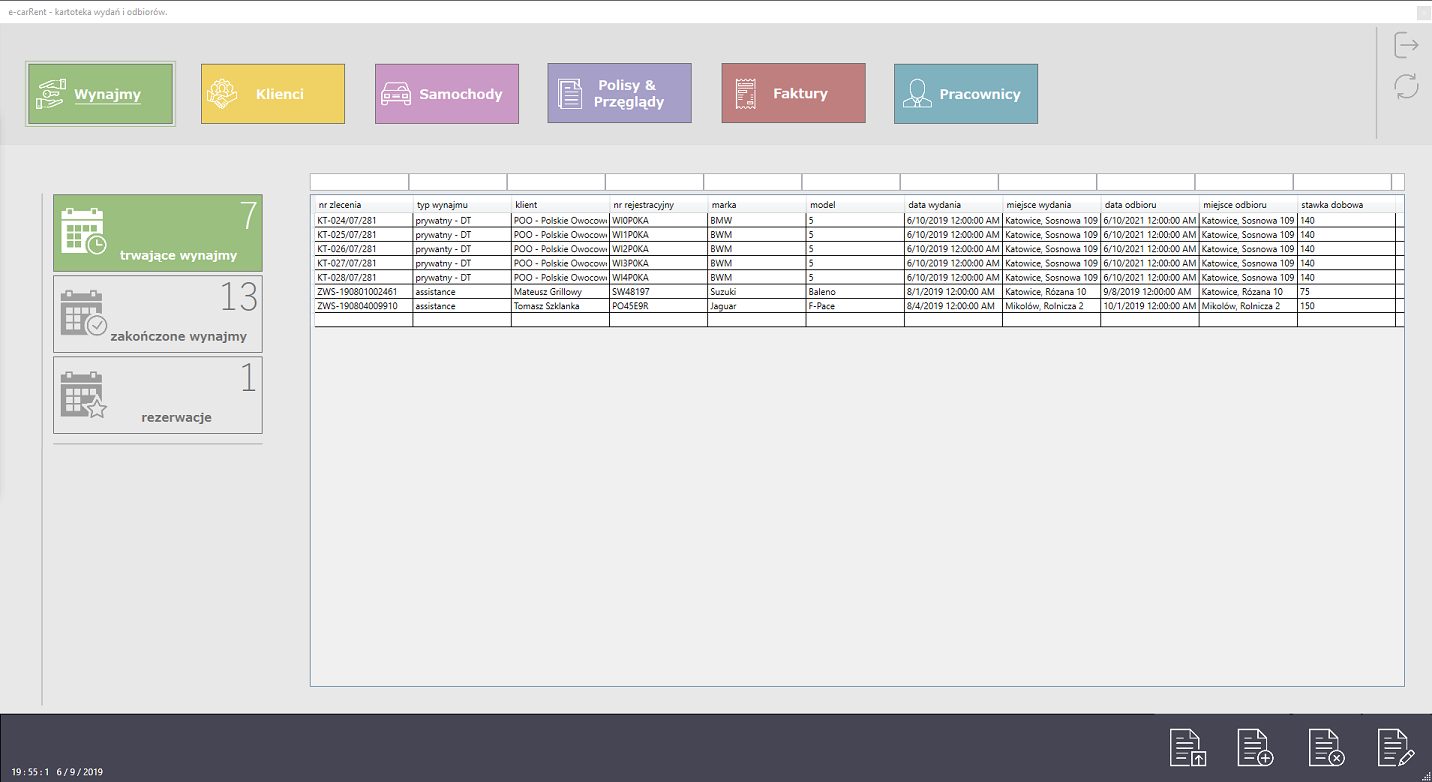 e-carRent - kartoteka wydań i odbiorów.
Wynajmy
Klienci
Samochody
Polisy &
Przęglądy
Faktury
Pracownicy
7
trwające wynajmy
13
zakończone wynajmy
1
rezerwacje
nr zlecenia typ wynajmu klient nr rejestracyjny marka model data wydania miejsce wydania data odbioru miejsce odbioru stawka dobowa
KT-024/07/281 prywatny - DT POO - Polskie Owocow WI0P0KA BMW 5 6/10/2019 12:00:00 AM Katowice, Sosnowa 109 6/10/2021 12:00:00 AM Katowice, Sosnowa 109 140
KT-025/07/281 prywatny - DT POO - Polskie Owocow WI1P0KA BWM 5 6/10/2019 12:00:00 AM Katowice, Sosnowa 109 6/10/2021 12:00:00 AM Katowice, Sosnowa 109 140
KT-026/07/281 prywanty - DT POO - Polskie Owocow WI2P0KA BWM 5 6/10/2019 12:00:00 AM Katowice, Sosnowa 109 6/10/2021 12:00:00 AM Katowice, Sosnowa 109 140
KT-027/07/281 prywatny - DT POO - Polskie Owocow WI3P0KA BWM 5 6/10/2019 12:00:00 AM Katowice, Sosnowa 109 6/10/2021 12:00:00 AM Katowice, Sosnowa 109 140
KT-028/07/281 prywatny - DT POO - Polskie Owocow WI4P0KA BWM 5 6/10/2019 12:00:00 AM Katowice, Sosnowa 109 6/10/2021 12:00:00 AM Katowice, Sosnowa 109 140
ZWS-190801002461 assistance Mateusz Grillowy SW48197 Suzuki Baleno 8/1/2019 12:00:00 AM Katowice, Rózana 10 9/8/2019 12:00:00 AM Katowice, Rózana 10 75
ZWS-190804009910 assistance Tomasz Szklanka PO45E9R Jaguar F-Pace 8/4/2019 12:00:00 AM Mikolów, Rolnicza 2 10/1/2019 12:00:00 AM Mikolów, Rolnicza 2 150
19 : 55 : 1 6 / 9 / 2019